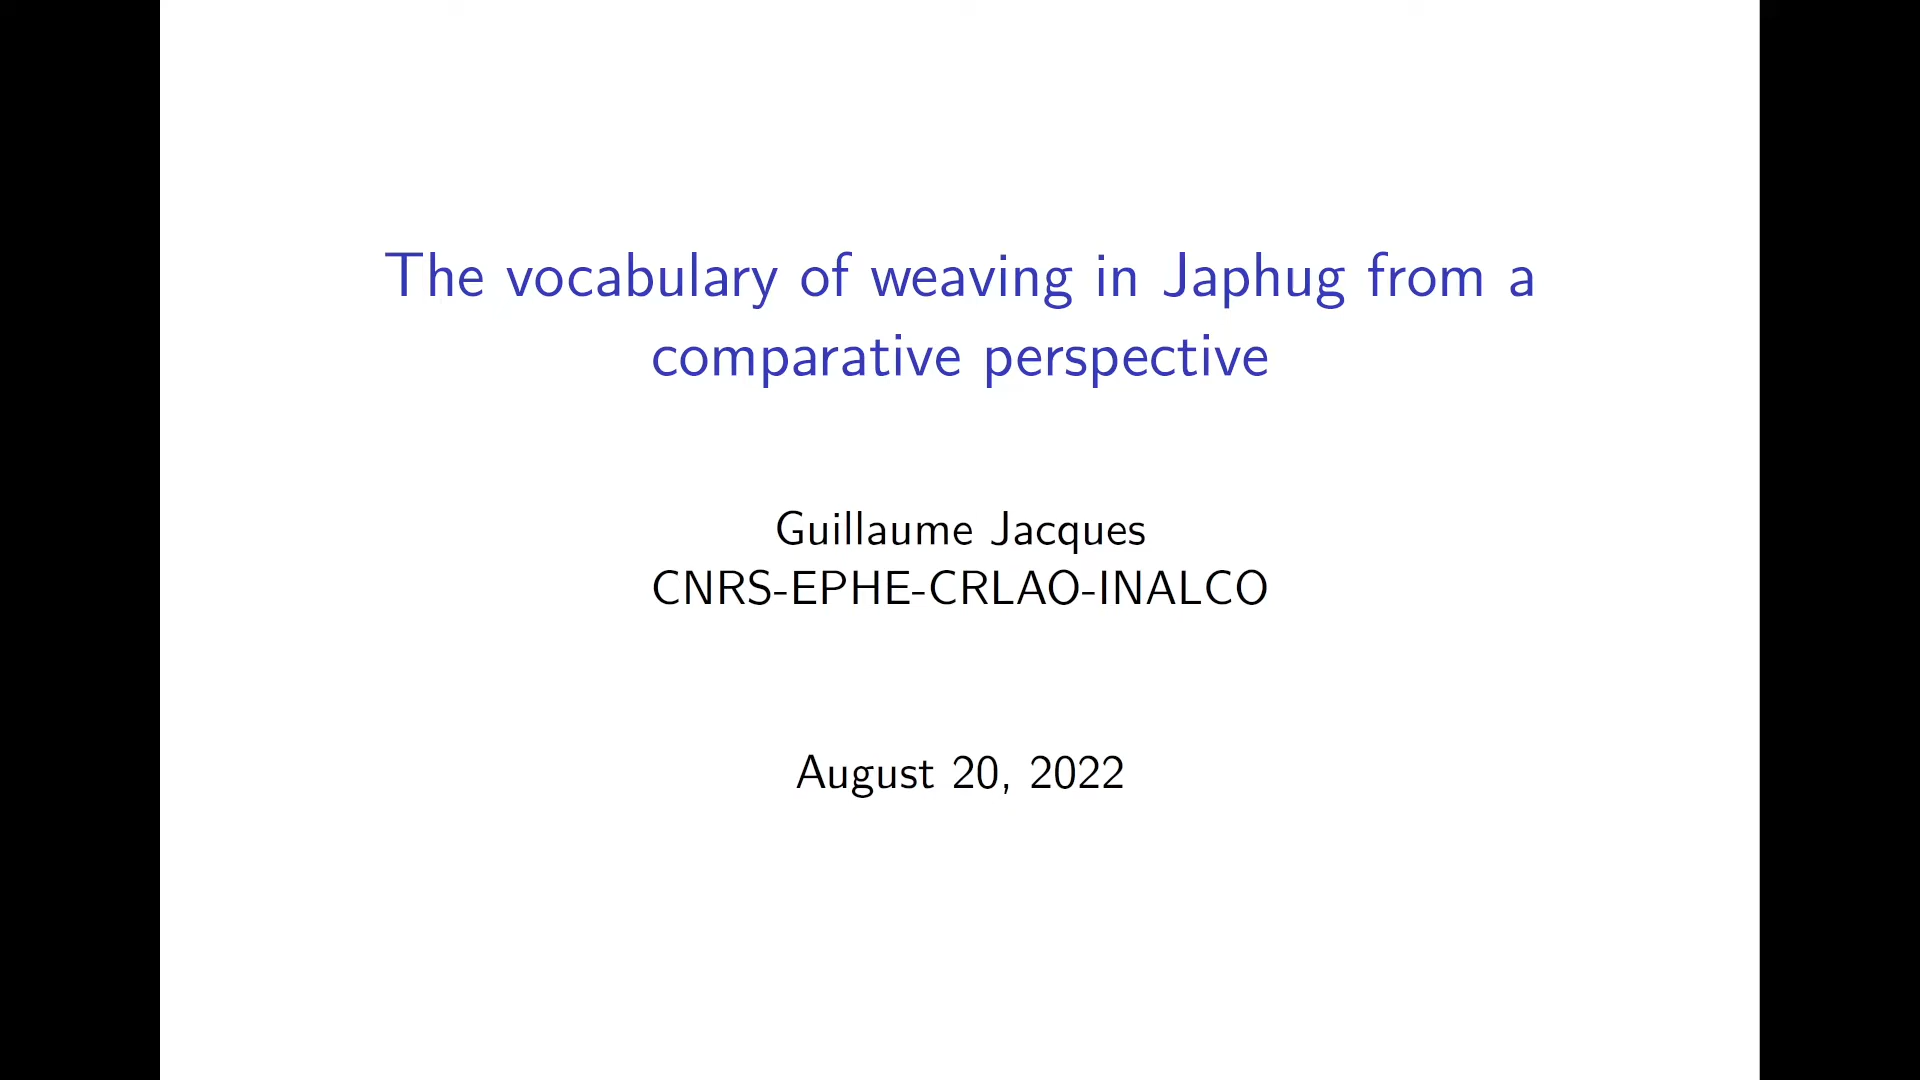 The vocabulary of weaving in Japhug from a
comparative perspective
Guillaume Jacques
CNRS-EPHE-CRLAO-INALCO
August 20, 2022